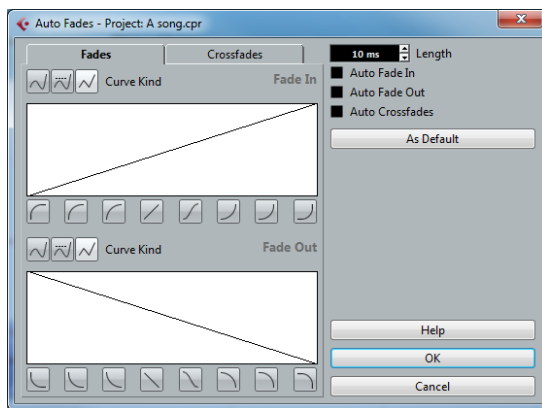 Auto Fades - Project: A song.cpr
Fades
Crossfades
Curve Kind
Fade In
Curve Kind
Fade Out
10 ms
Length
Auto Fade In
Auto Fade Out
Auto Crossfades
As Default
Help
OK
Cancel